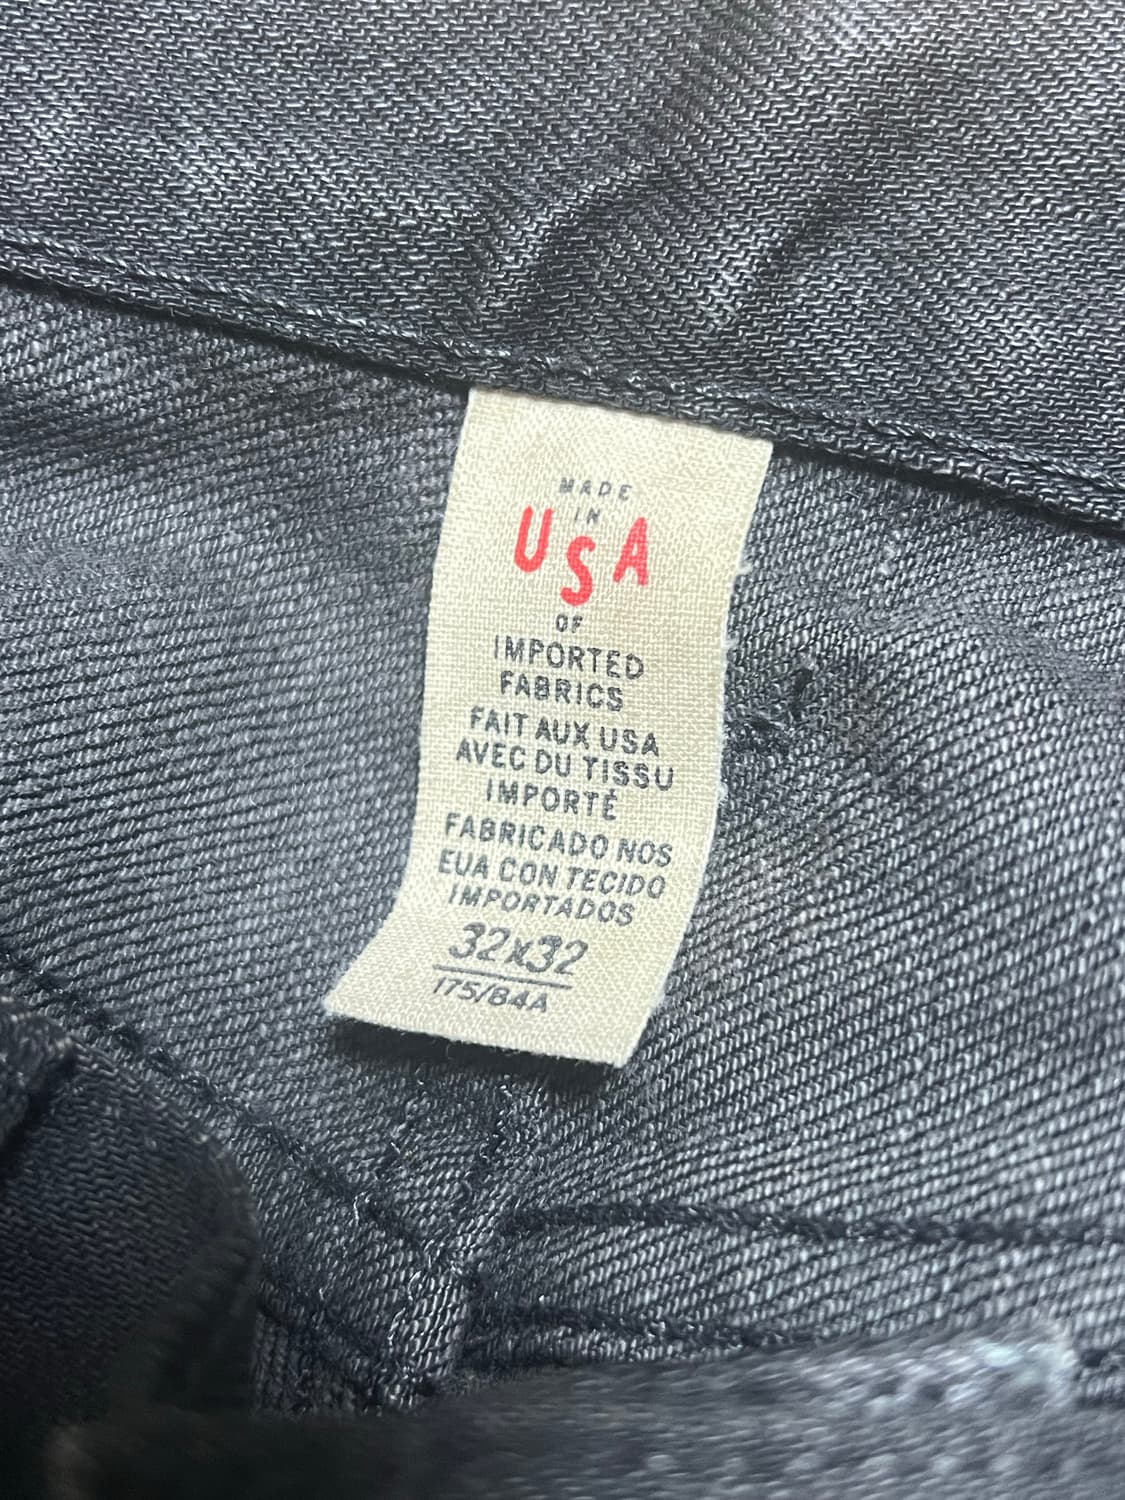 MADE
IN
USA
OF
IMPORTED
FABRICS
FAIT AUX USA
AVEC DU TISSU
IMPORTÉ
FABRICADO NOS
EUA CON TECIDO
IMPORTADOS
32x32
175/84A